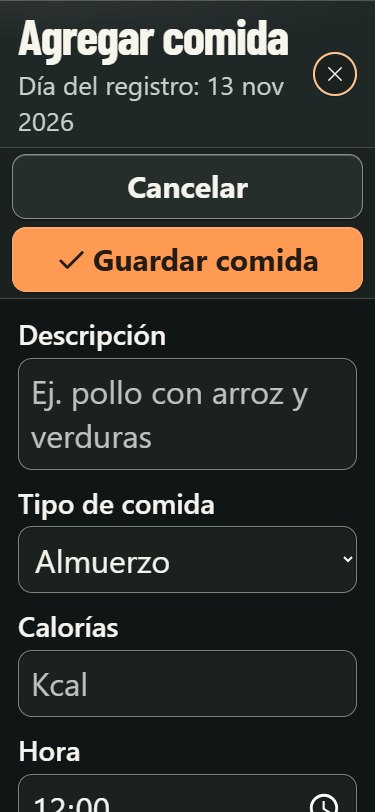 Agregar comida
Día del registro: 13 nov
2026
Cancelar
Guardar comida
Descripción
Ej. pollo con arroz y
verduras
Tipo de comida
Almuerzo
Calorías
Kcal
Hora
12:00